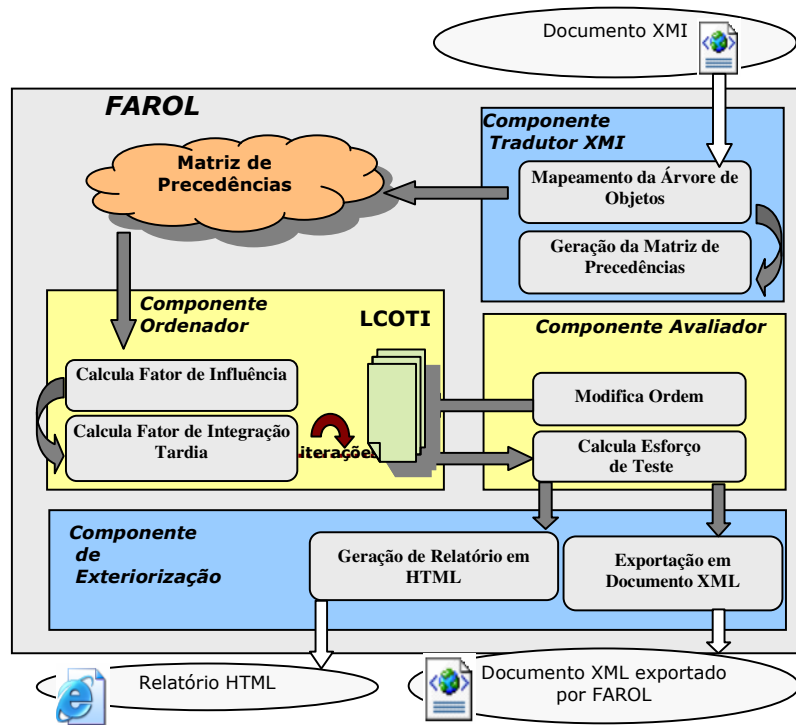 Documento XMI
FAROL
Componente
Tradutor XMI
Matriz de
Precedências
Mapeamento da Árvore de
Objetos
Geração da Matriz de
Precedências
Componente
Ordenador
LCOTI
Componente Avaliador
Calcula Fator de Influência
Calcula Fator de Integração
Tardia
iterações
Modifica Ordem
Calcula Esforço
de Teste
Componente
de
Exteriorização
Geração de Relatório em
HTML
Exportação em
Documento XML
Relatório HTML
Documento XML exportado
por FAROL